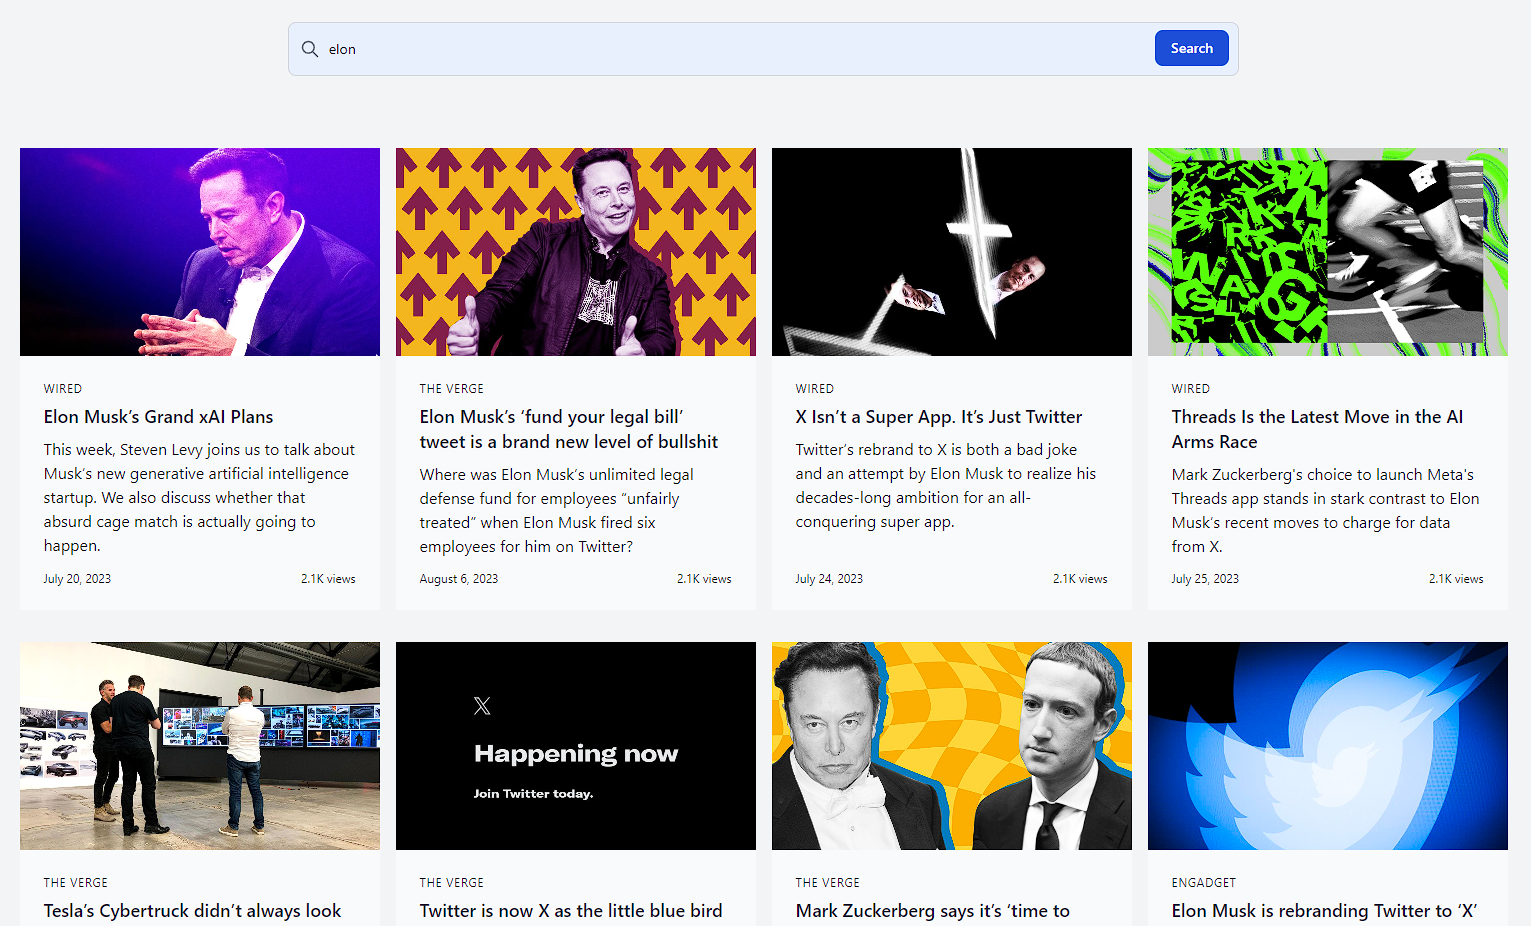 elon
Search
WIRED
Elon Musk’s Grand xAI Plans
This week, Steven Levy joins us to talk about
Musk’s new generative artificial intelligence
startup. We also discuss whether that
absurd cage match is actually going to
happen.
July 20, 2023
2.1K views
THE VERGE
Elon Musk’s ‘fund your legal bill’
tweet is a brand new level of bullshit
Where was Elon Musk’s unlimited legal
defense fund for employees “unfairly
treated” when Elon Musk fired six
employees for him on Twitter?
August 6, 2023
2.1K views
WIRED
X Isn’t a Super App. It’s Just Twitter
Twitter’s rebrand to X is both a bad joke
and an attempt by Elon Musk to realize his
decades-long ambition for an all-
conquering super app.
July 24, 2023
2.1K views
WIRED
Threads Is the Latest Move in the AI
Arms Race
Mark Zuckerberg's choice to launch Meta's
Threads app stands in stark contrast to Elon
Musk’s recent moves to charge for data
from X.
July 25, 2023
2.1K views
THE VERGE
Tesla’s Cybertruck didn’t always look
X
Happening now
Join Twitter today.
THE VERGE
Twitter is now X as the little blue bird
THE VERGE
Mark Zuckerberg says it’s ‘time to
ENGADGET
Elon Musk is rebranding Twitter to ‘X’